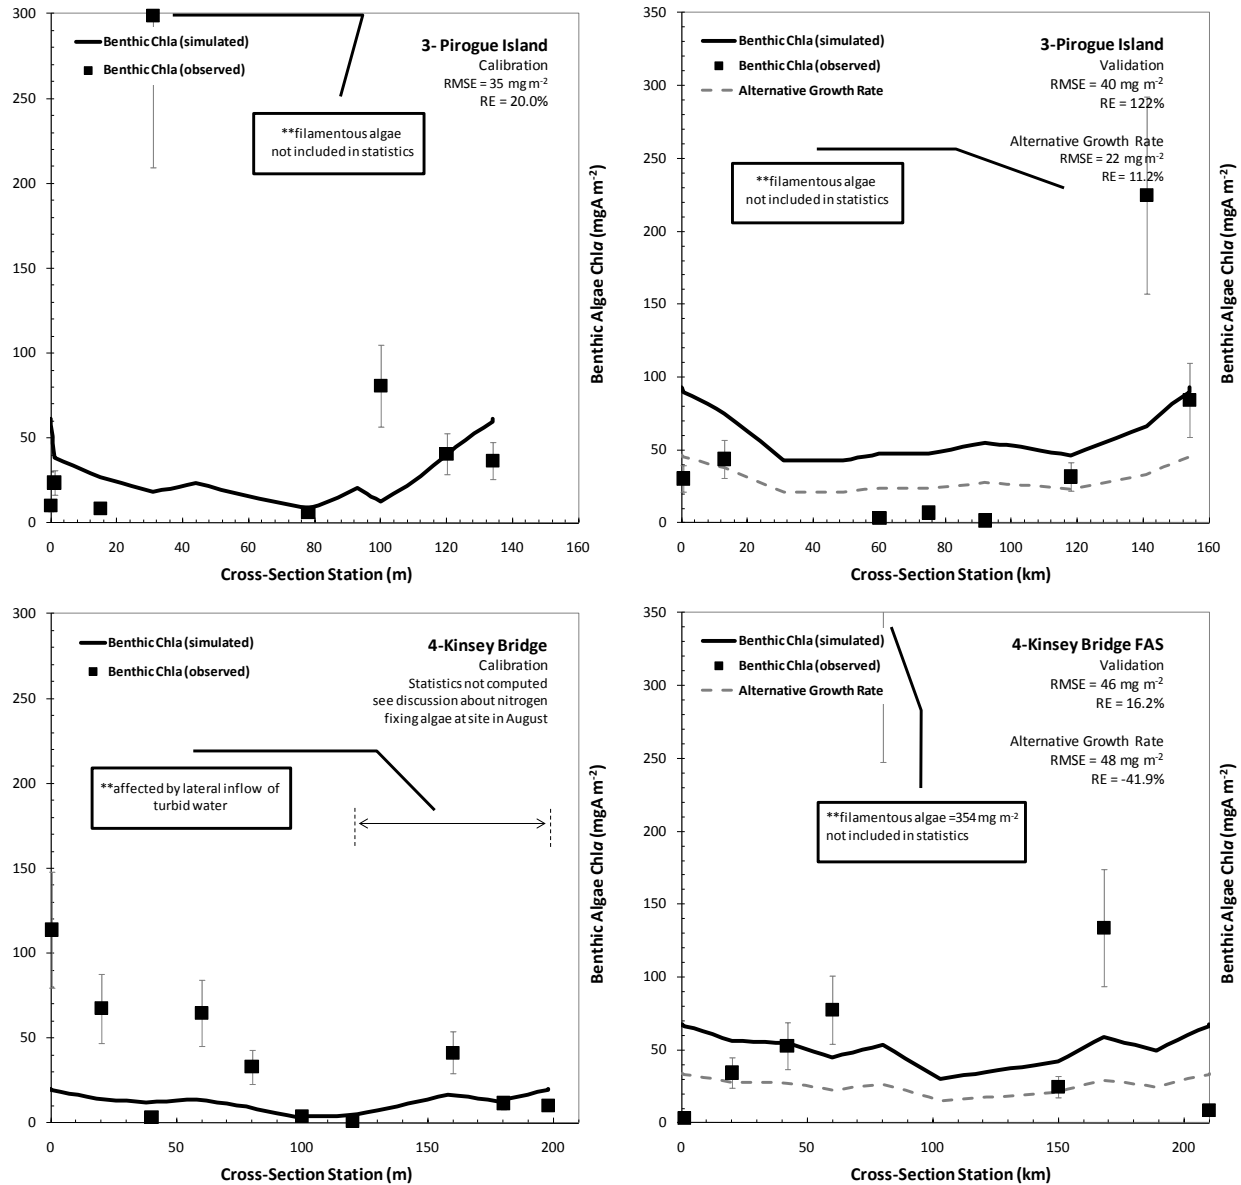 300
250
200
150
100
50
0
Benthic Chla (simulated)
Benthic Chla (observed)
3- Pirogue Island
Calibration
RMSE = 35 mg m-2
RE = 20.0%
**filamentous algae
not included in statistics
0 20 40 60 80 100 120 140 160
Cross-Section Station (m)
Benthic Algae Chla (mgA m-2)
350
300
250
200
150
100
50
0
Benthic Chla (simulated)
Benthic Chla (observed)
Alternative Growth Rate
3-Pirogue Island
Validation
RMSE = 40 mg m-2
RE = 122%
Alternative Growth Rate
RMSE = 22 mg m-2
RE = 11.2%
**filamentous algae
not included in statistics
0 20 40 60 80 100 120 140 160
Cross-Section Station (km)
Benthic Algae Chla (mgA m-2)
300
250
200
150
100
50
0
Benthic Chla (simulated)
Benthic Chla (observed)
4-Kinsey Bridge
Calibration
Statistics not computed
see discussion about nitrogen
fixing algae at site in August
**affected by lateral inflow of
turbid water
0 50 100 150 200
Cross-Section Station (m)
Benthic Algae Chla (mgA m-2)
350
300
250
200
150
100
50
0
Benthic Chla (simulated)
Benthic Chla (observed)
Alternative Growth Rate
4-Kinsey Bridge FAS
Validation
RMSE = 46 mg m-2
RE = 16.2%
Alternative Growth Rate
RMSE = 48 mg m-2
RE = -41.9%
**filamentous algae =354 mg m-2
not included in statistics
0 50 100 150 200
Cross-Section Station (km)
Benthic Algae Chla (mgA m-2)